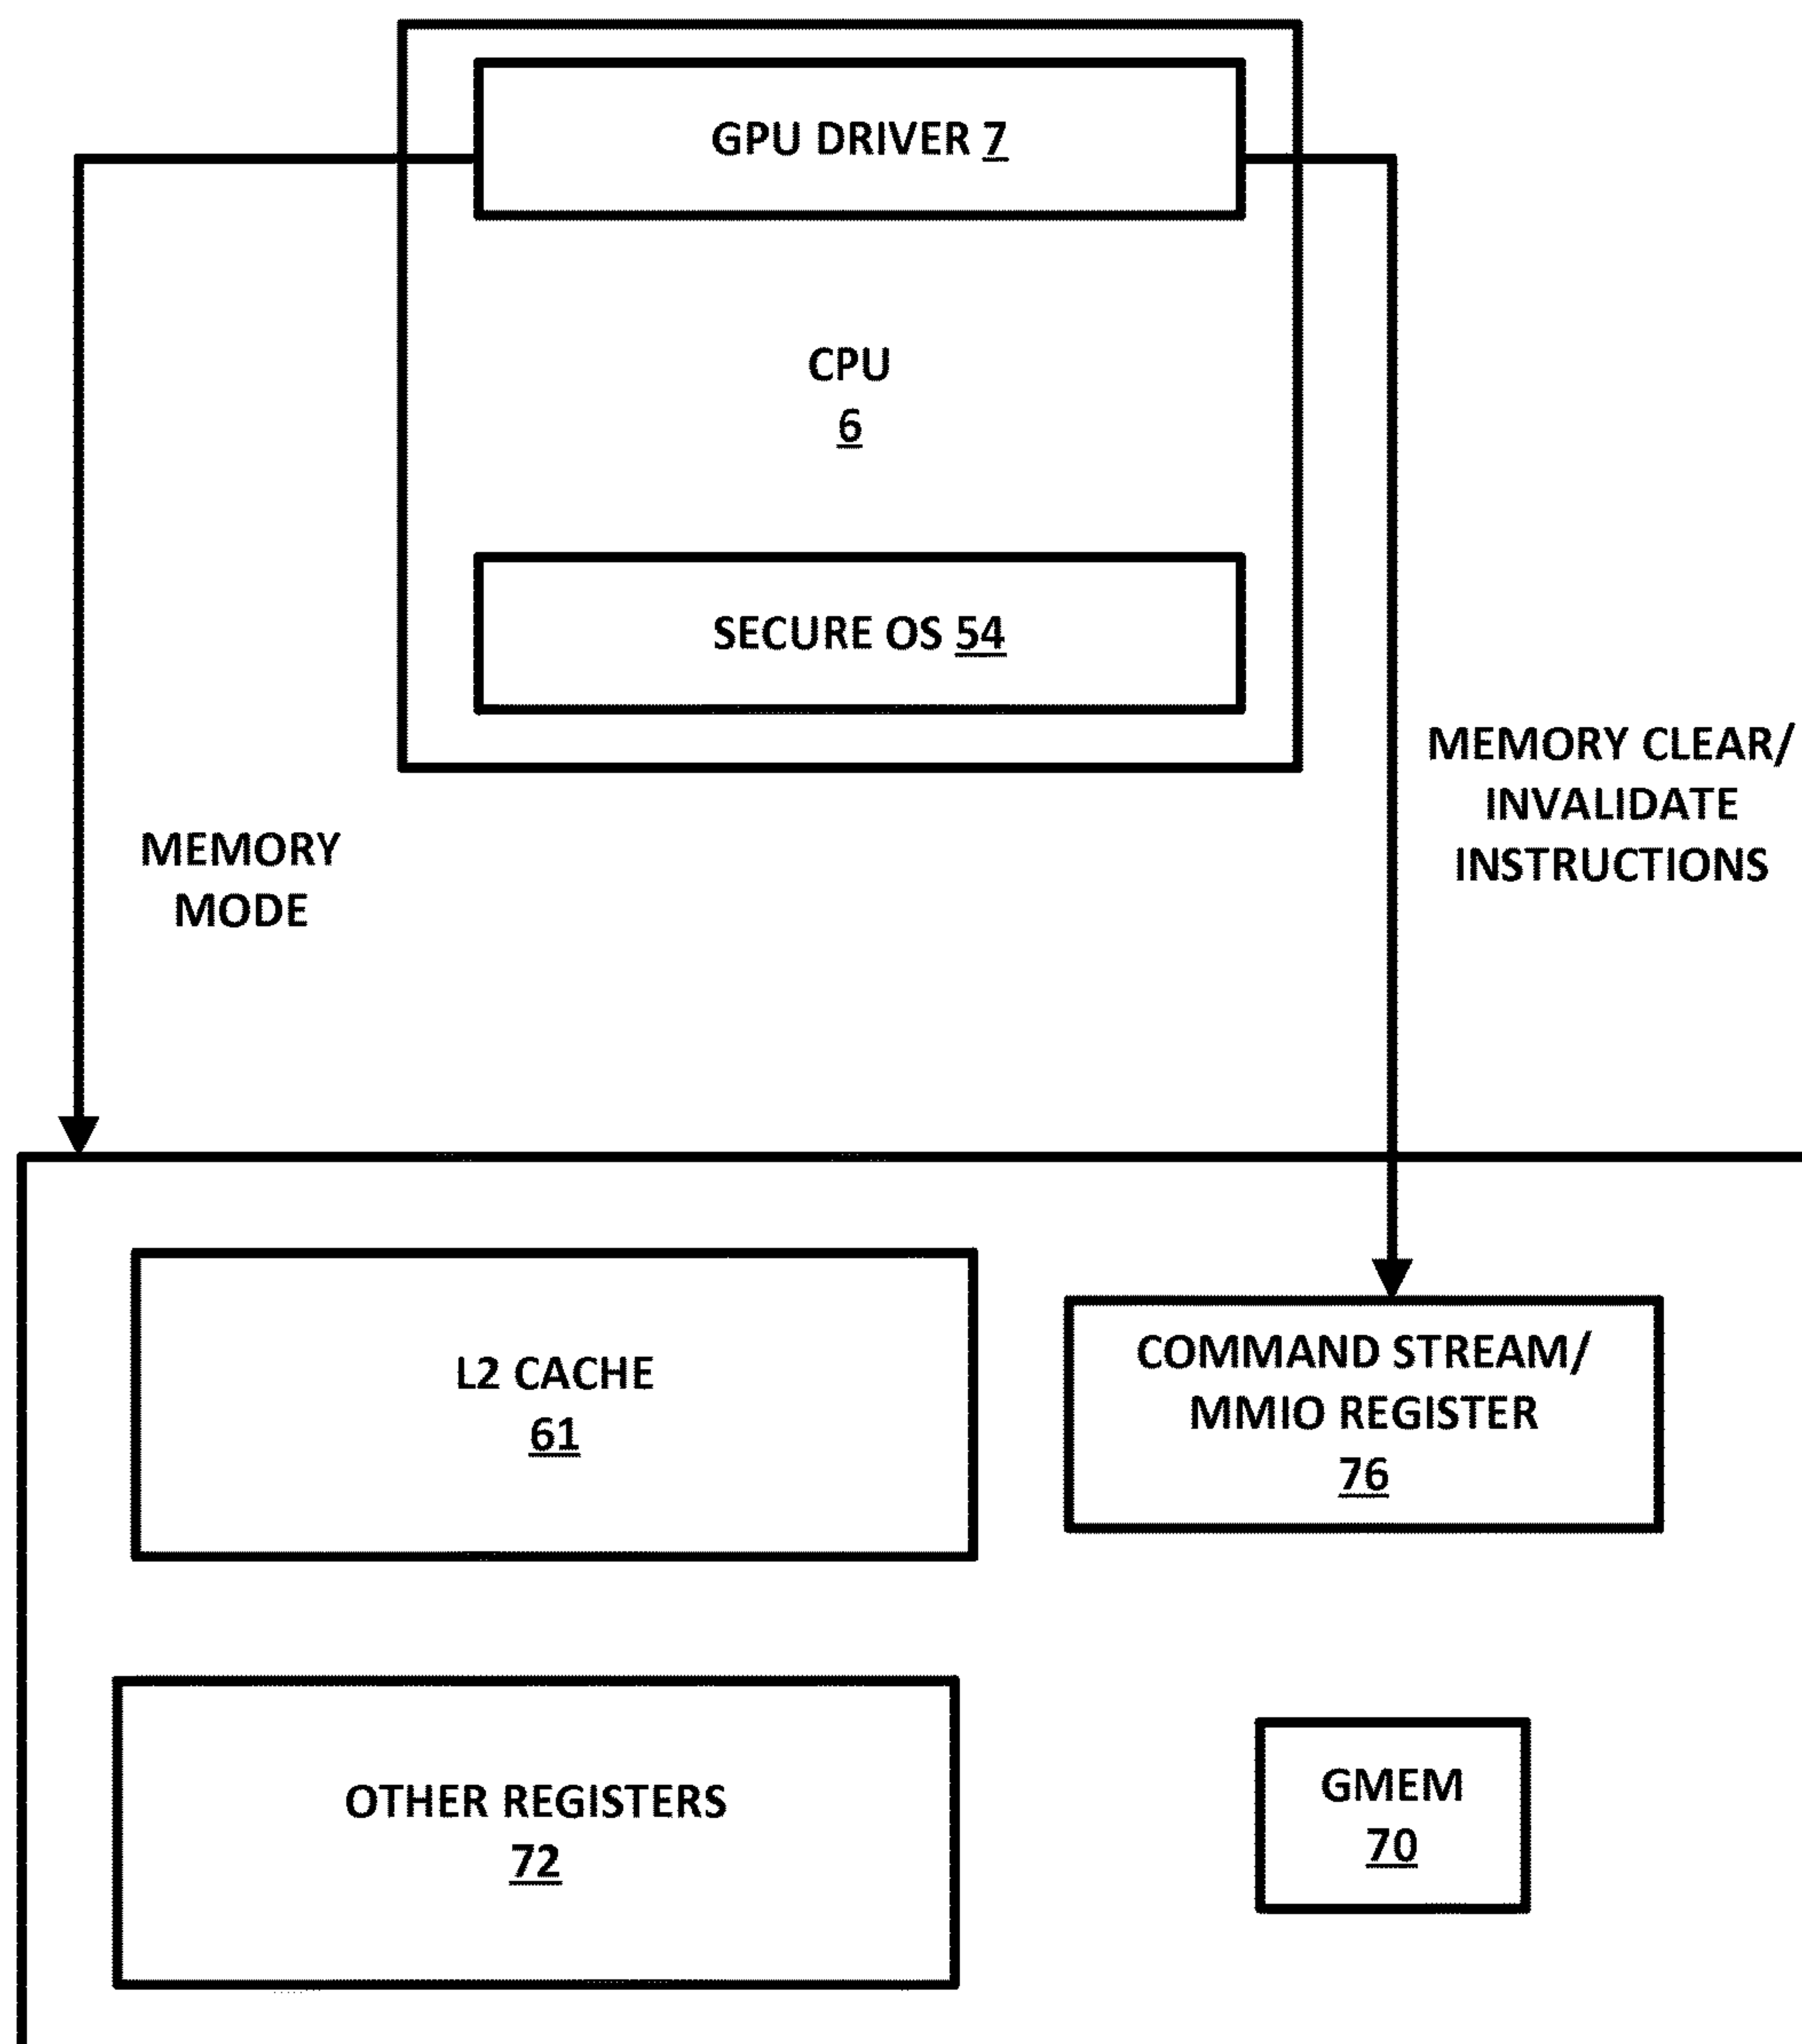 GPU DRIVER 7
CPU
6
SECURE OS 54
MEMORY CLEAR/
INVALIDATE
INSTRUCTIONS
MEMORY
MODE
L2 CACHE
61
COMMAND STREAM/
MMIO REGISTER
76
OTHER REGISTERS
72
GMEM
70